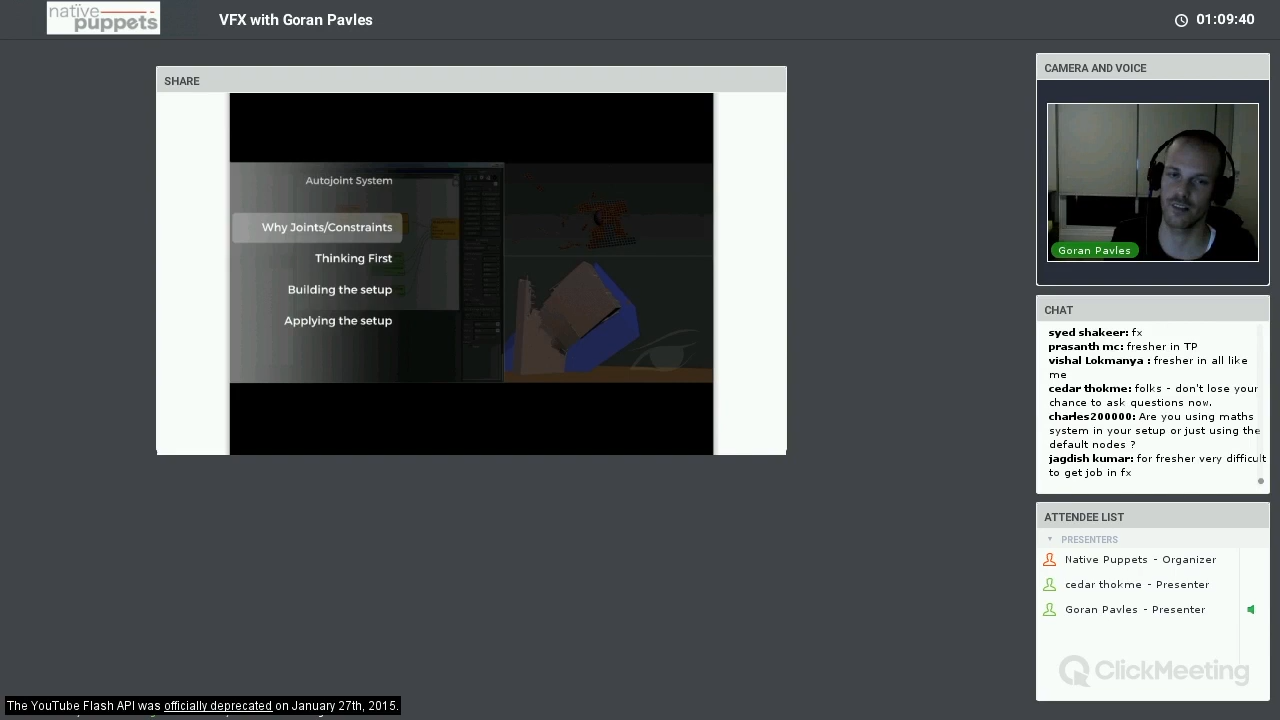 native
puppets
VFX with Goran Pavles
01:09:40
SHARE
Autojoint System
Why Joints/Constraints
Thinking First
Building the setup
Applying the setup
CAMERA AND VOICE
Goran Pavles
CHAT
syed shakeer: fx
prasanth mc: fresher in TP
vishal Lokmanya : fresher in all like
me
cedar thokme: folks - don't lose your
chance to ask questions now.
charles200000: Are you using maths
system in your setup or just using the
default nodes ?
jagdish kumar: for fresher very difficult
to get job in fx
ATTENDEE LIST
PRESENTERS
Native Puppets - Organizer
cedar thokme - Presenter
Goran Pavles - Presenter
ClickMeeting
The YouTube Flash API was officially deprecated on January 27th, 2015.